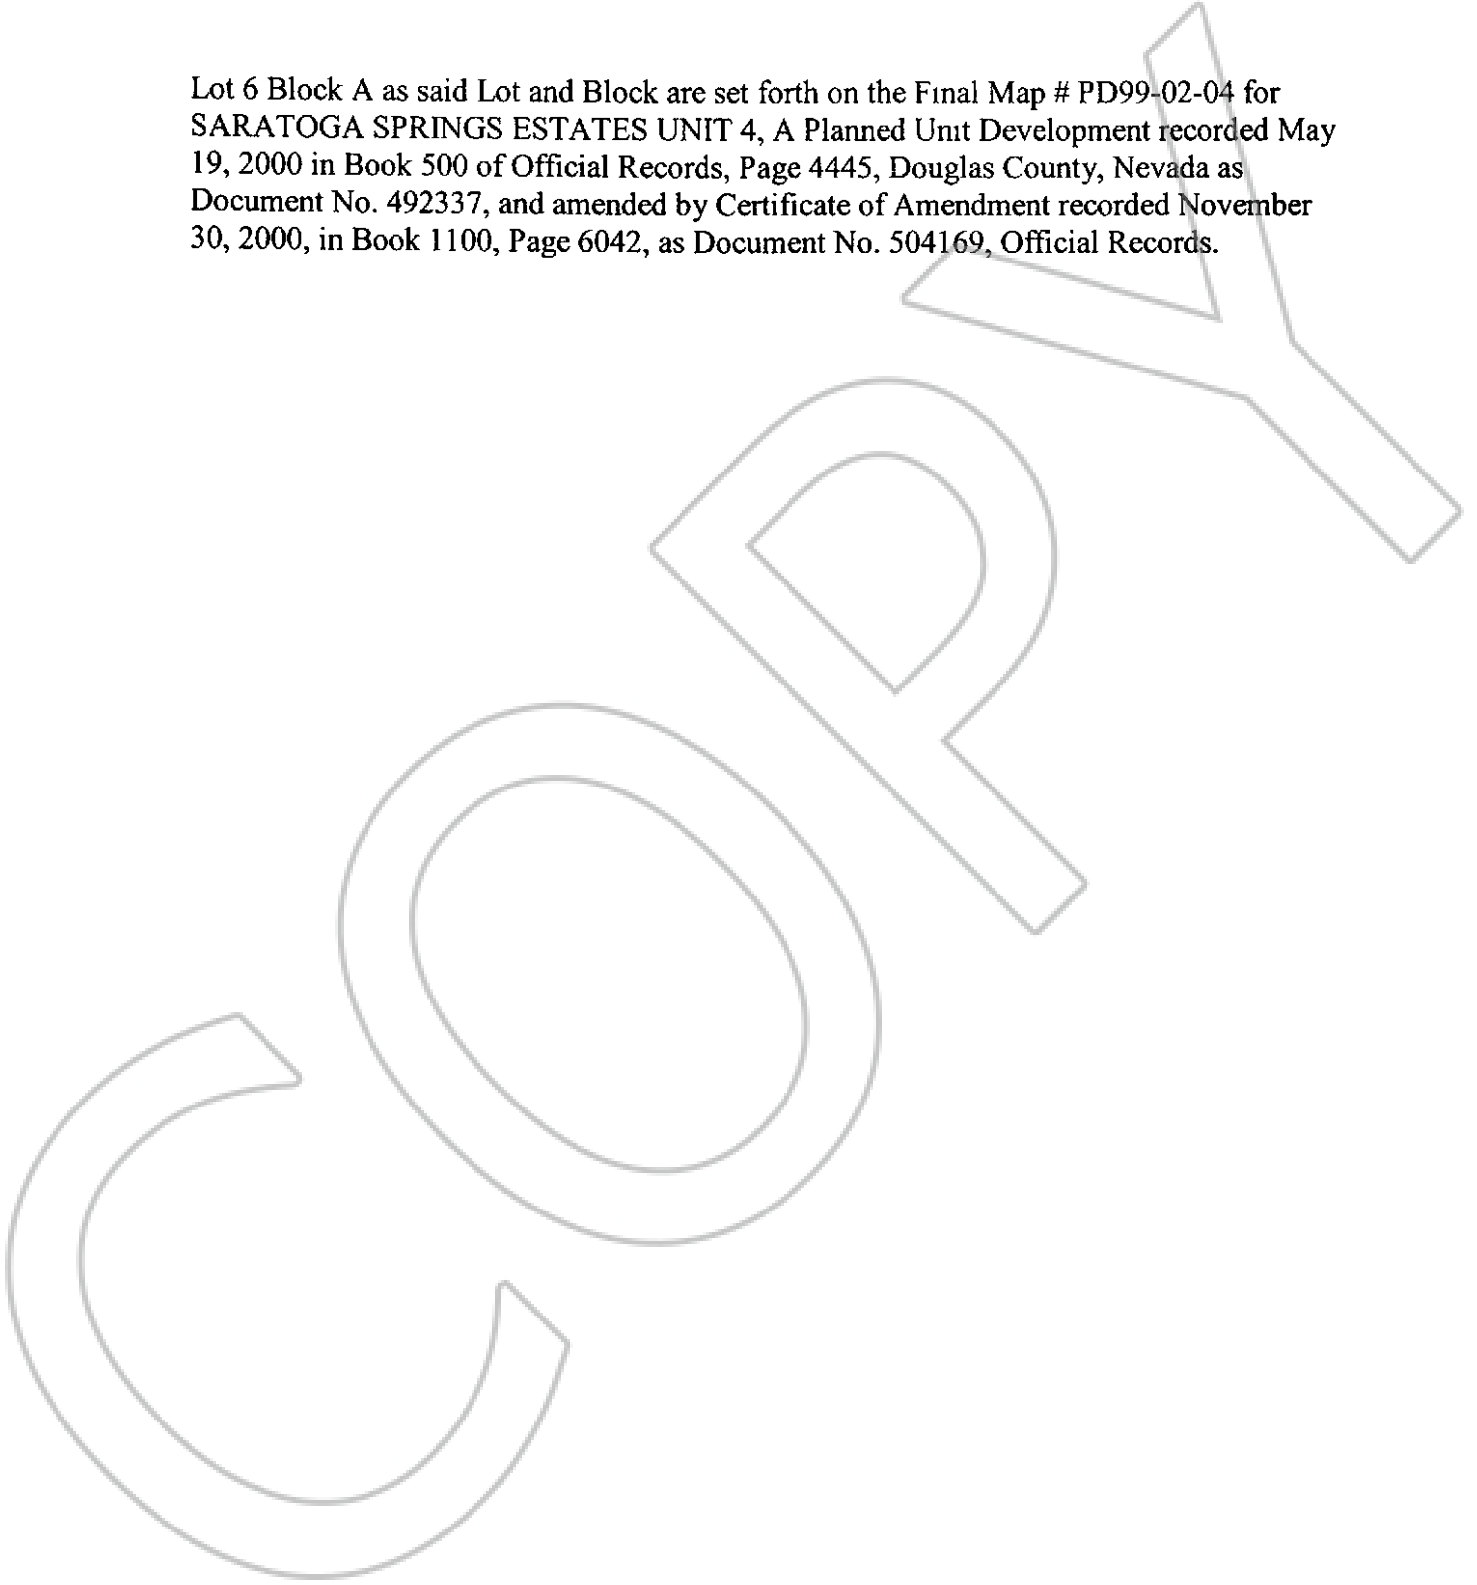 Lot 6 Block A as said Lot and Block are set forth on the Final Map # PD99-02-04 for
SARATOGA SPRINGS ESTATES UNIT 4, A Planned Unit Development recorded May
19, 2000 in Book 500 of Official Records, Page 4445, Douglas County, Nevada as
Document No. 492337, and amended by Certificate of Amendment recorded November
30, 2000, in Book 1100, Page 6042, as Document No. 504169, Official Records.
COPY